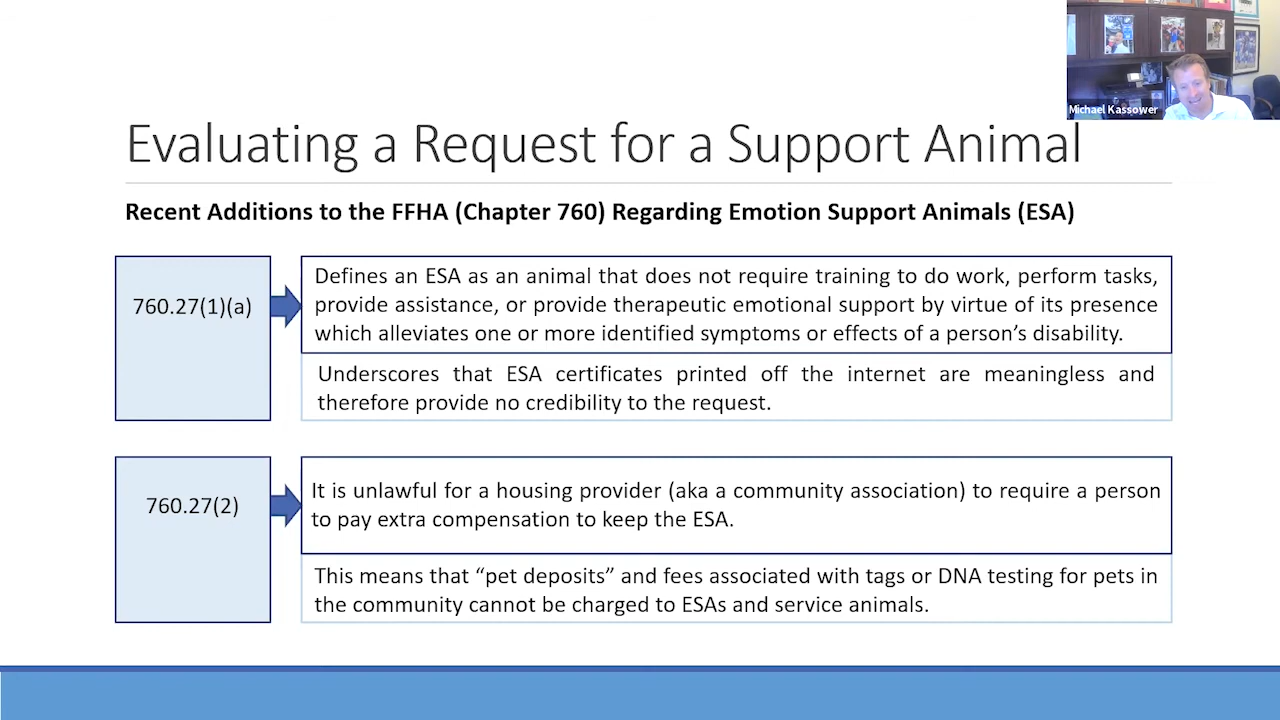 Michael Kassower
Evaluating a Request for a Support Animal
Recent Additions to the FFHA (Chapter 760) Regarding Emotion Support Animals (ESA)
760.27(1)(a)
Defines an ESA as an animal that does not require training to do work, perform tasks,
provide assistance, or provide therapeutic emotional support by virtue of its presence
which alleviates one or more identified symptoms or effects of a person’s disability.
Underscores that ESA certificates printed off the internet are meaningless and
therefore provide no credibility to the request.
760.27(2)
It is unlawful for a housing provider (aka a community association) to require a person
to pay extra compensation to keep the ESA.
This means that “pet deposits” and fees associated with tags or DNA testing for pets in
the community cannot be charged to ESAs and service animals.